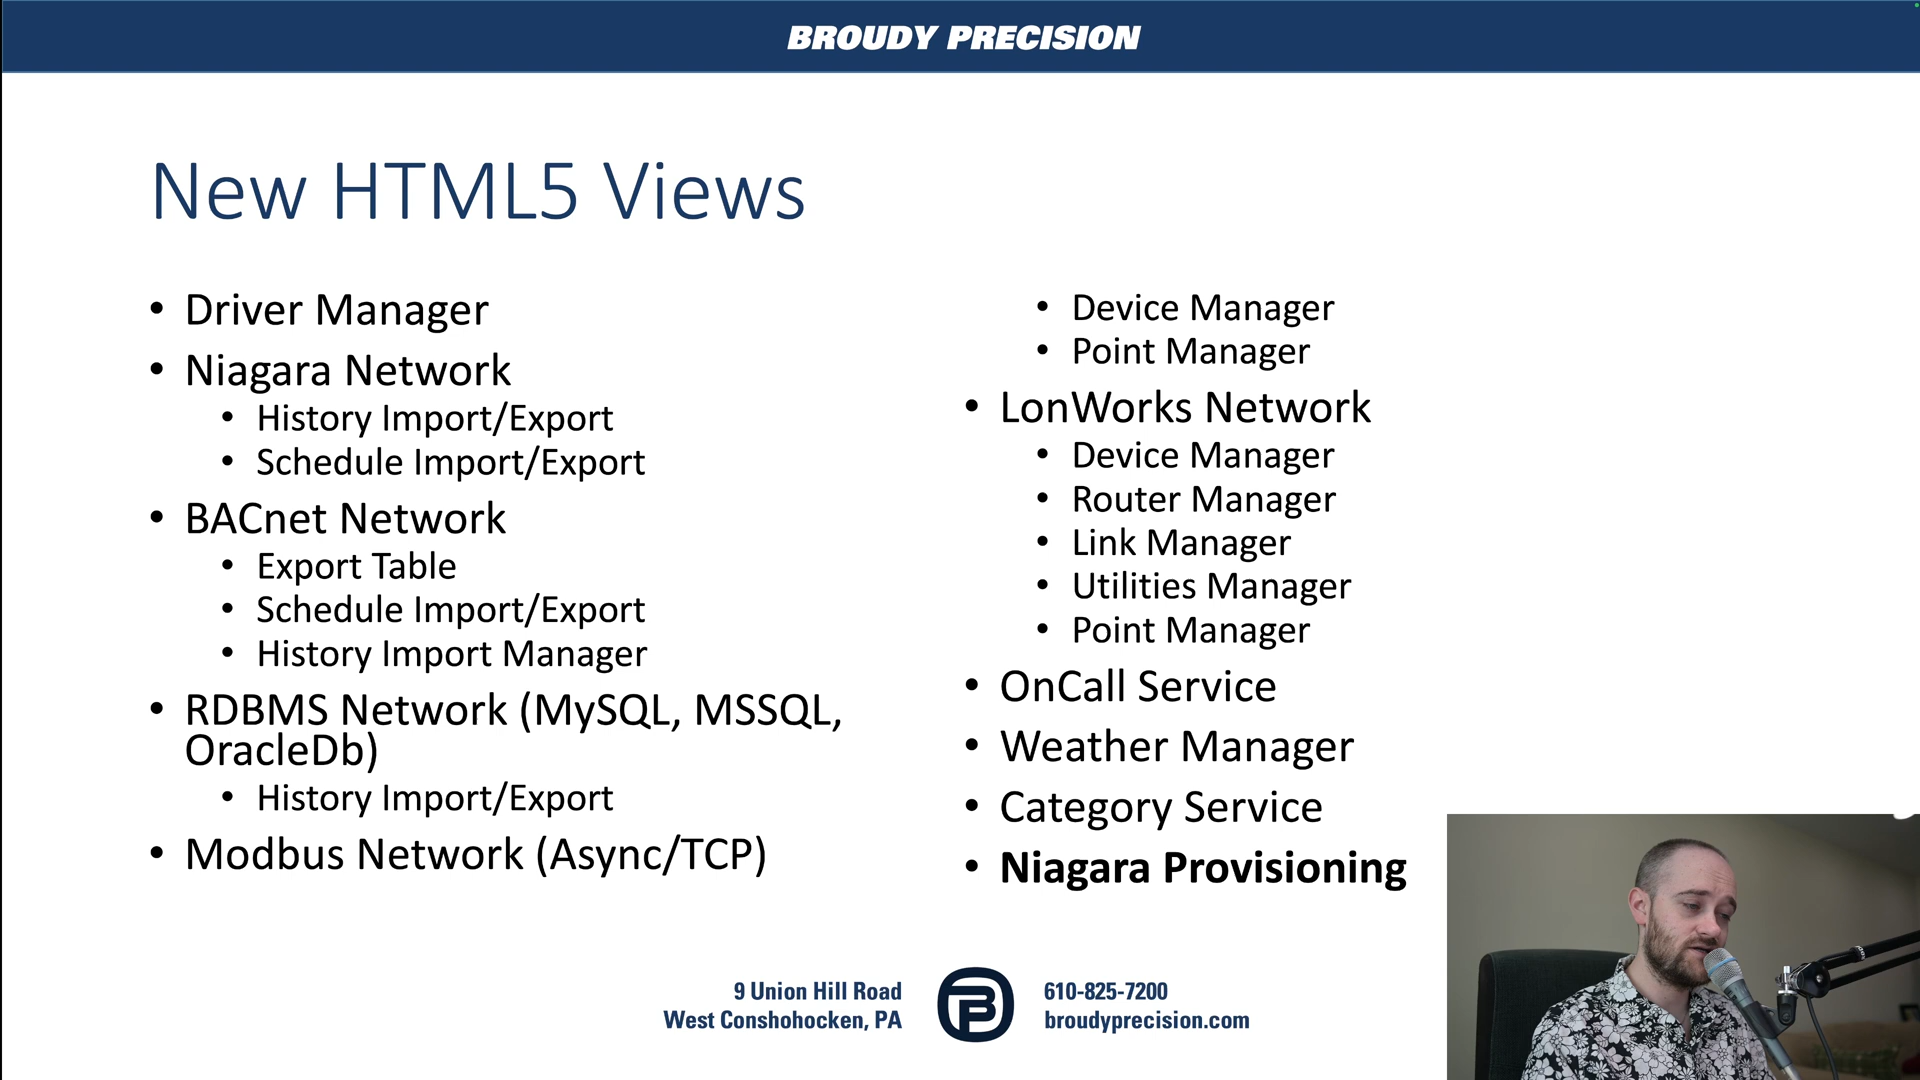 BROUDY PRECISION
New HTML5 Views
• Driver Manager
• Niagara Network
• History Import/Export
• Schedule Import/Export
• BACnet Network
• Export Table
• Schedule Import/Export
• History Import Manager
• RDBMS Network (MySQL, MSSQL,
OracleDb)
• History Import/Export
• Modbus Network (Async/TCP)
• Device Manager
• Point Manager
• LonWorks Network
• Device Manager
• Router Manager
• Link Manager
• Utilities Manager
• Point Manager
• OnCall Service
• Weather Manager
• Category Service
• Niagara Provisioning
9 Union Hill Road
West Conshohocken, PA
610-825-7200
broudyprecision.com